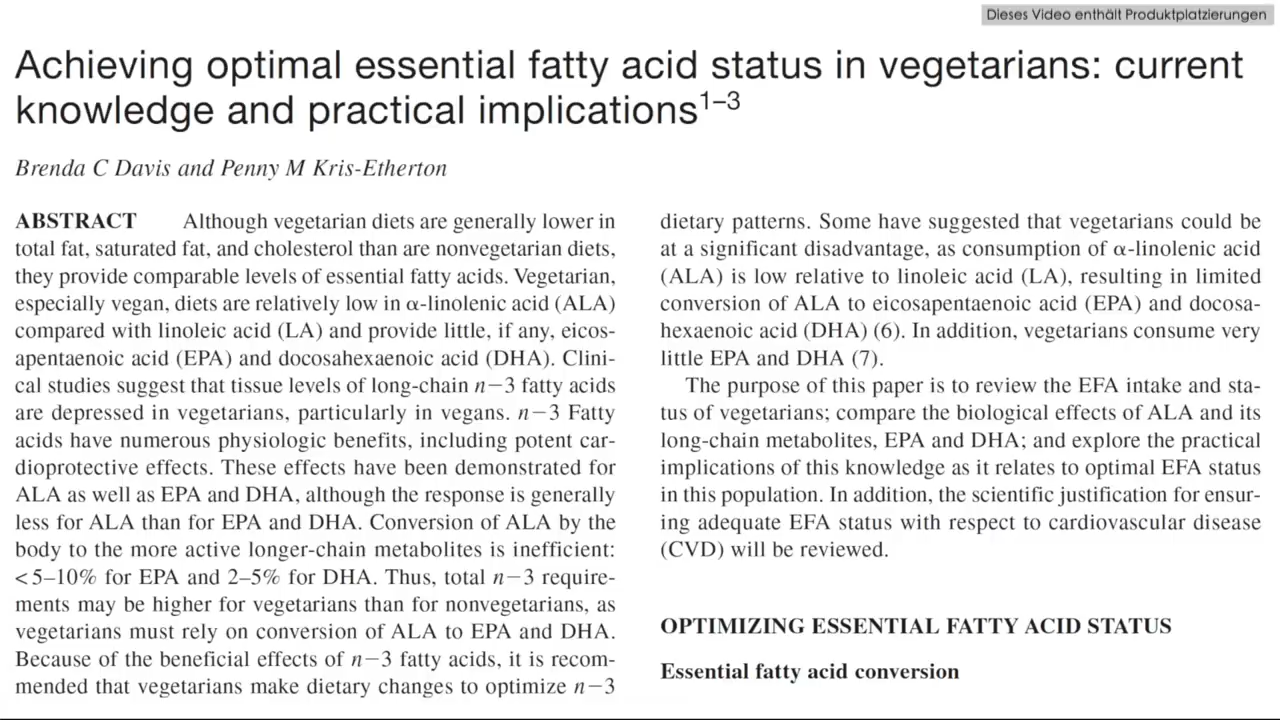 Dieses Video enthält Produktplatzierungen
Achieving optimal essential fatty acid status in vegetarians: current
knowledge and practical implications1–3
Brenda C Davis and Penny M Kris-Etherton
ABSTRACT Although vegetarian diets are generally lower in
total fat, saturated fat, and cholesterol than are nonvegetarian diets,
they provide comparable levels of essential fatty acids. Vegetarian,
especially vegan, diets are relatively low in α-linolenic acid (ALA)
compared with linoleic acid (LA) and provide little, if any, eicos-
apentaenoic acid (EPA) and docosahexaenoic acid (DHA). Clini-
cal studies suggest that tissue levels of long-chain n−3 fatty acids
are depressed in vegetarians, particularly in vegans. n−3 Fatty
acids have numerous physiologic benefits, including potent car-
dioprotective effects. These effects have been demonstrated for
ALA as well as EPA and DHA, although the response is generally
less for ALA than for EPA and DHA. Conversion of ALA by the
body to the more active longer-chain metabolites is inefficient:
<5–10% for EPA and 2–5% for DHA. Thus, total n−3 require-
ments may be higher for vegetarians than for nonvegetarians, as
vegetarians must rely on conversion of ALA to EPA and DHA.
Because of the beneficial effects of n−3 fatty acids, it is recom-
mended that vegetarians make dietary changes to optimize n−3
dietary patterns. Some have suggested that vegetarians could be
at a significant disadvantage, as consumption of α-linolenic acid
(ALA) is low relative to linoleic acid (LA), resulting in limited
conversion of ALA to eicosapentaenoic acid (EPA) and docosa-
hexaenoic acid (DHA) (6). In addition, vegetarians consume very
little EPA and DHA (7).
The purpose of this paper is to review the EFA intake and sta-
tus of vegetarians; compare the biological effects of ALA and its
long-chain metabolites, EPA and DHA; and explore the practical
implications of this knowledge as it relates to optimal EFA status
in this population. In addition, the scientific justification for ensur-
ing adequate EFA status with respect to cardiovascular disease
(CVD) will be reviewed.
OPTIMIZING ESSENTIAL FATTY ACID STATUS
Essential fatty acid conversion